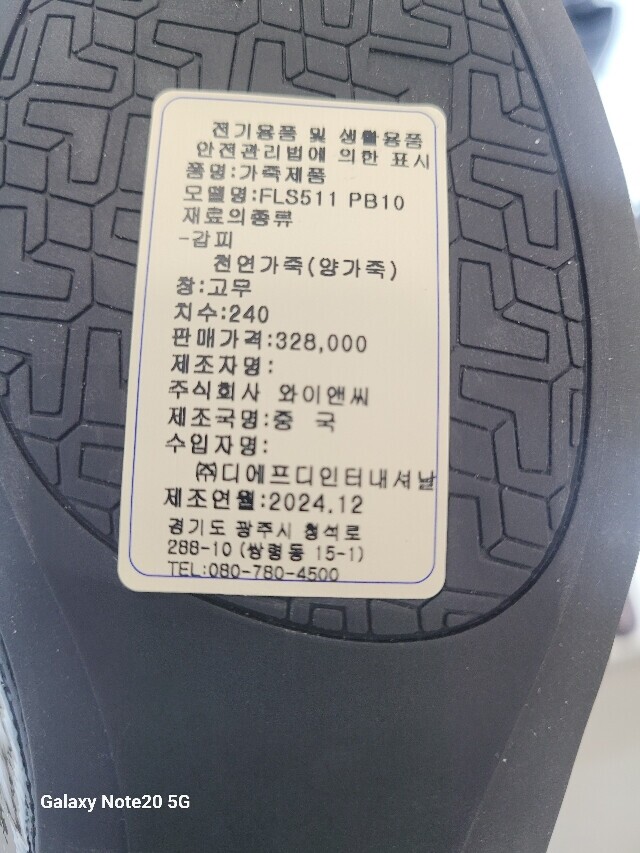 전기용품 및 생활용품
안전관리법에 의한 표시
품명:가죽제품
모델명:FLS511 PB10
재료의종류
-갑피
천연가죽(양가죽)
창:고무
치수:240
판매가격:328,000
제조자명:
주식회사 와이앤씨
제조국명:중 국
수입자명:
㈜디에프디인터내셔날
제조연월:2024.12
경기도 광주시 청석로
288-10 (쌍령동 15-1)
TEL:080-780-4500
Galaxy Note20 5G